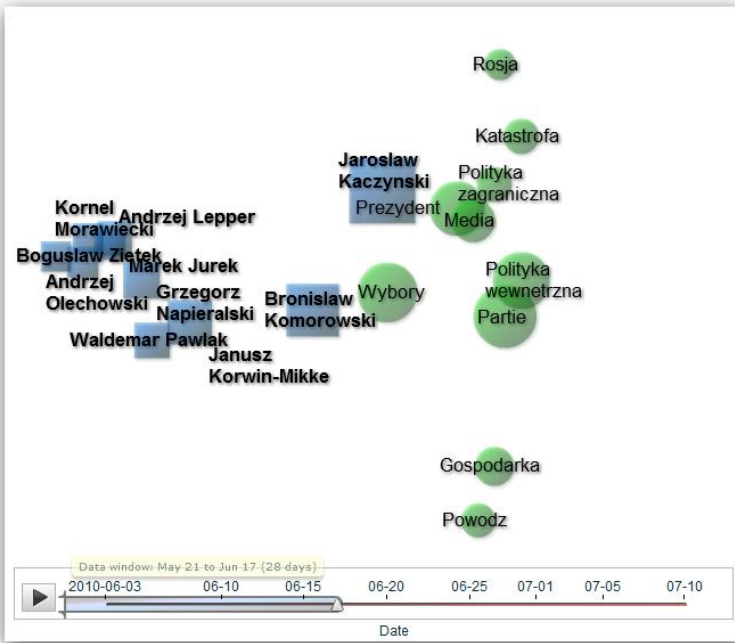 Rosja
Katastrofa
Jaroslaw
Kaczynski
Polityka
zagraniczna
Prezydent
Media
Kornel
Morawiecki
Andrzej Lepper
Boguslaw Zietek
Marek Jurek
Andrzej
Olechowski
Grzegorz
Napieralski
Bronislaw
Komorowski
Wybory
Polityka
wewnetrzna
Partie
Waldemar Pawlak
Janusz
Korwin-Mikke
Gospodarka
Powodz
Data window: May 21 to Jun 17 (28 days)
2010-06-03 06-10 06-15 06-20 06-25 07-01 07-05 07-10
Date